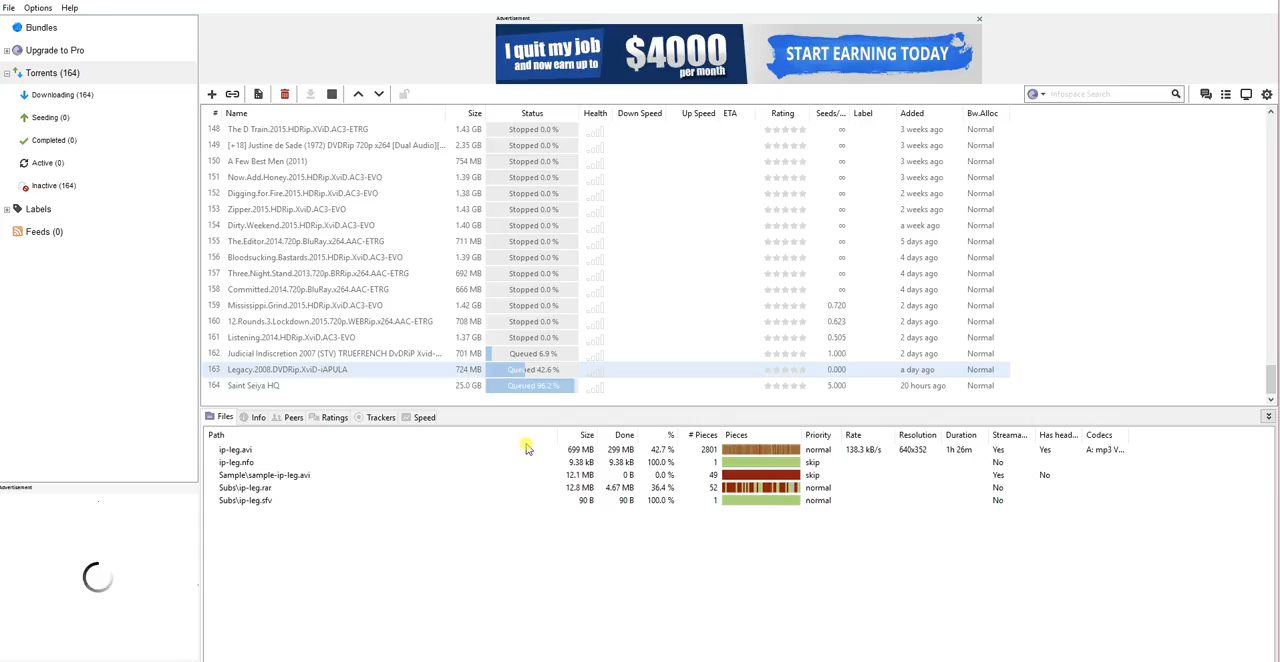 File Options Help
Advertisement
I quit my job and now earn up to $4000 per month START EARNING TODAY
Bundles
Upgrade to Pro
Torrents (164)
Downloading (164)
Seeding (0)
Completed (0)
Active (0)
Inactive (164)
Labels
Feeds (0)
Advertisement
Infospace Search
# Name Size Status Health Down Speed Up Speed ETA Rating Seeds/... Label Added Bw.Alloc
148 The D Train.2015.HDRip.XViD.AC3-ETRG 1.43 GB Stopped 0.0 % ∞ 3 weeks ago Normal
149 [+18] Justine de Sade (1972) DVDRip 720p x264 [Dual Audio][... 2.35 GB Stopped 0.0 % ∞ 3 weeks ago Normal
150 A Few Best Men (2011) 754 MB Stopped 0.0 % ∞ 3 weeks ago Normal
151 Now.Add.Honey.2015.HDRip.XviD.AC3-EVO 1.39 GB Stopped 0.0 % ∞ 3 weeks ago Normal
152 Digging.for.Fire.2015.HDRip.XviD.AC3-EVO 1.38 GB Stopped 0.0 % ∞ 2 weeks ago Normal
153 Zipper.2015.HDRip.XviD.AC3-EVO 1.43 GB Stopped 0.0 % ∞ 2 weeks ago Normal
154 Dirty.Weekend.2015.HDRip.XviD.AC3-EVO 1.40 GB Stopped 0.0 % ∞ a week ago Normal
155 The.Editor.2014.720p.BluRay.x264.AAC-ETRG 711 MB Stopped 0.0 % ∞ 5 days ago Normal
156 Bloodsucking.Bastards.2015.HDRip.XviD.AC3-EVO 1.39 GB Stopped 0.0 % ∞ 4 days ago Normal
157 Three.Night.Stand.2013.720p.BRRip.x264.AAC-ETRG 692 MB Stopped 0.0 % ∞ 4 days ago Normal
158 Committed.2014.720p.BluRay.x264.AAC-ETRG 666 MB Stopped 0.0 % ∞ 4 days ago Normal
159 Mississippi.Grind.2015.HDRip.XviD.AC3-EVO 1.42 GB Stopped 0.0 % 0.720 2 days ago Normal
160 12.Rounds.3.Lockdown.2015.720p.WEBRip.x264.AAC-ETRG 708 MB Stopped 0.0 % 0.623 2 days ago Normal
161 Listening.2014.HDRip.XviD.AC3-EVO 1.37 GB Stopped 0.0 % 0.505 2 days ago Normal
162 Judicial Indiscretion 2007 (STV) TRUEFRENCH DvDRiP Xvid-... 701 MB Queued 6.9 % 1.000 2 days ago Normal
163 Legacy.2008.DVDRip.XviD-iAPULA 724 MB Queued 42.6 % 0.000 a day ago Normal
164 Saint Seiya HQ 25.0 GB Queued 96.2 % 5.000 20 hours ago Normal
Files Info Peers Ratings Trackers Speed
Path Size Done % # Pieces Pieces Priority Rate Resolution Duration Streama... Has head... Codecs
ip-leg.avi 699 MB 299 MB 42.7 % 2801 normal 138.3 kB/s 640x352 1h 26m Yes Yes A: mp3 V...
ip-leg.nfo 9.38 kB 9.38 kB 100.0 % 1 skip No
Sample\sample-ip-leg.avi 12.1 MB 0 B 0.0 % 49 skip Yes No
Subs\ip-leg.rar 12.8 MB 4.67 MB 36.4 % 52 normal No
Subs\ip-leg.sfv 90 B 90 B 100.0 % 1 normal No